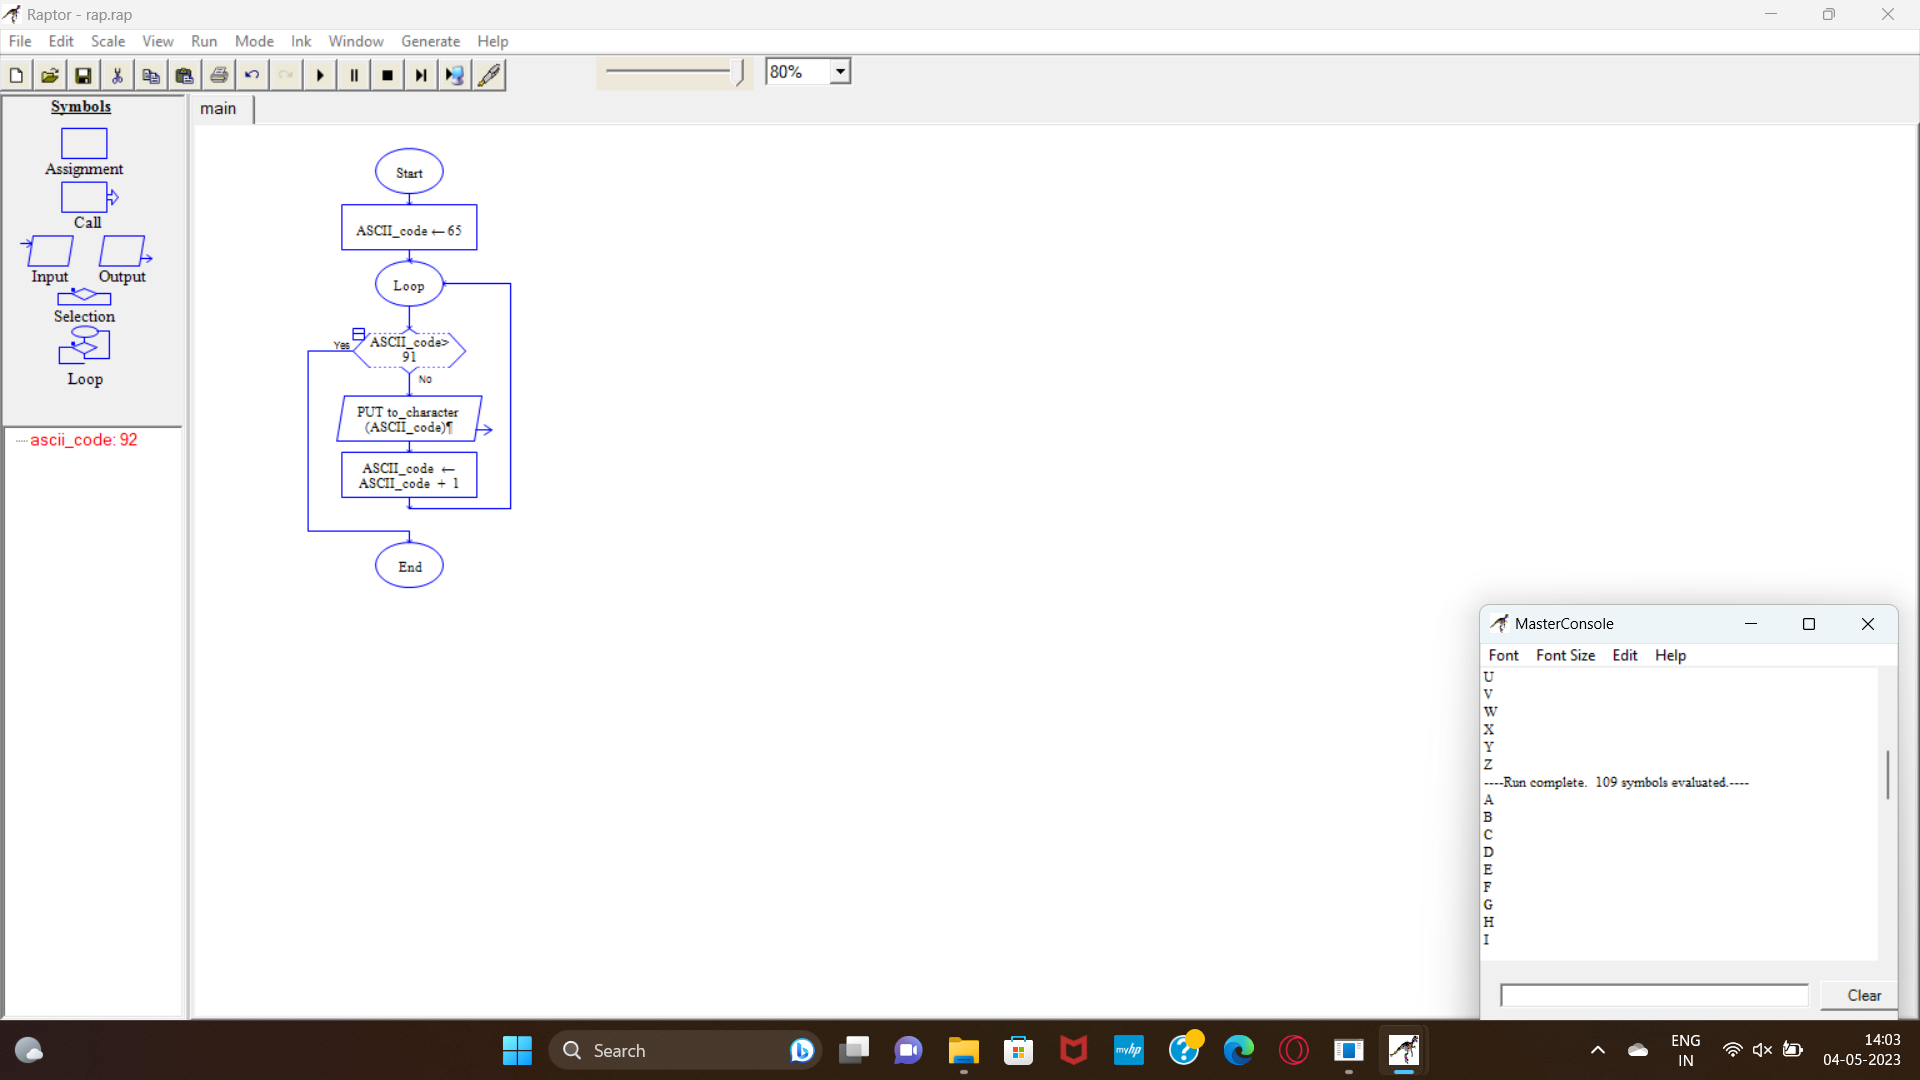 Raptor - rap.rap
File Edit Scale View Run Mode Ink Window Generate Help
80%
Symbols
Assignment
Call
Input Output
Selection
Loop
ascii_code: 92
main
Start
ASCII_code ← 65
Loop
Yes
ASCII_code>
91
No
PUT to_character
(ASCII_code)¶
ASCII_code ←
ASCII_code + 1
End
MasterConsole
Font Font Size Edit Help
U
V
W
X
Y
Z
----Run complete. 109 symbols evaluated.----
A
B
C
D
E
F
G
H
I
Clear
Search
myhp
ENG
IN
14:03
04-05-2023